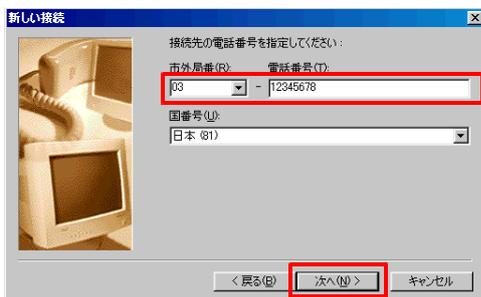 新しい接続
接続先の電話番号を指定してください：
市外局番(R): 電話番号(T):
03 - 12345678
国番号(U):
日本 (81)
< 戻る(B) 次へ(N) > キャンセル